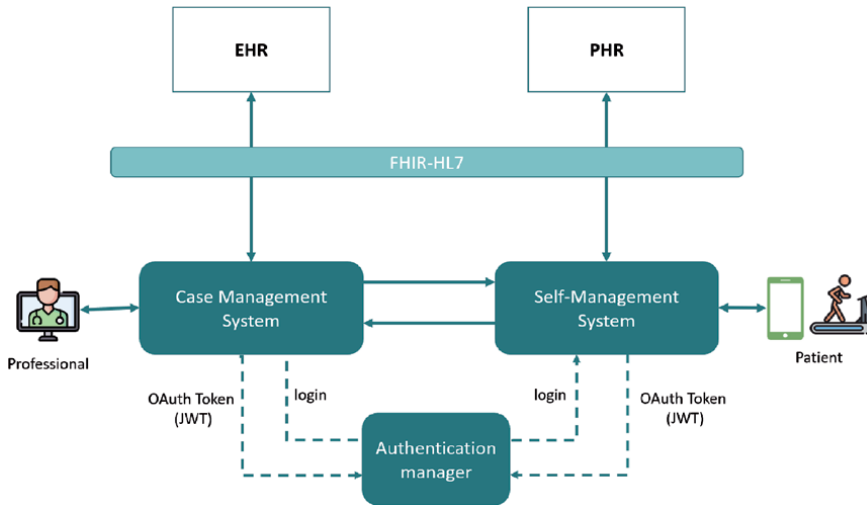 EHR
PHR
FHIR-HL7
Case Management
System
Self-Management
System
Professional
Patient
OAuth Token
(JWT)
login
login
OAuth Token
(JWT)
Authentication
manager